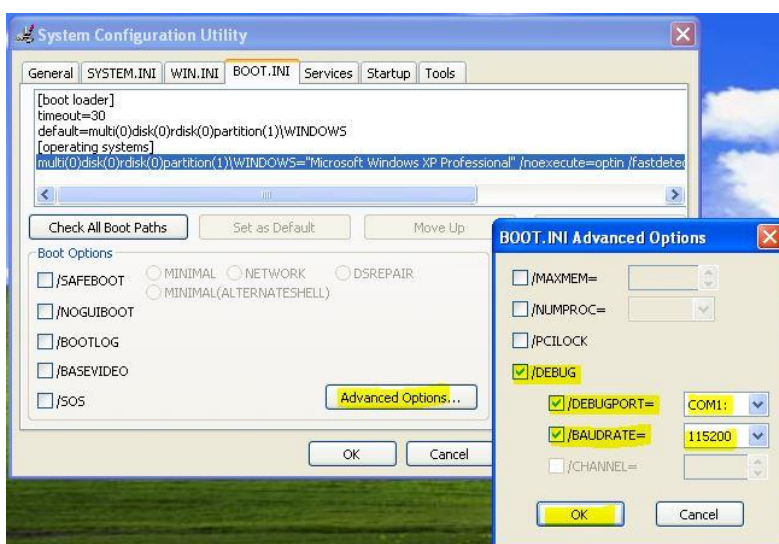 System Configuration Utility
General SYSTEM.INI WIN.INI BOOT.INI Services Startup Tools
[boot loader]
timeout=30
default=multi(0)disk(0)rdisk(0)partition(1)\WINDOWS
[operating systems]
multi(0)disk(0)rdisk(0)partition(1)\WINDOWS="Microsoft Windows XP Professional" /noexecute=optin /fastdetec
Check All Boot Paths Set as Default Move Up
Boot Options
/SAFEBOOT MINIMAL NETWORK DSREPAIR
MINIMAL(ALTERNATESHELL)
/NOGUIBOOT
/BOOTLOG
/BASEVIDEO
/SOS
Advanced Options...
OK Cancel
BOOT.INI Advanced Options
/MAXMEM=
/NUMPROC=
/PCILOCK
/DEBUG
/DEBUGPORT= COM1:
/BAUDRATE= 115200
/CHANNEL=
OK Cancel